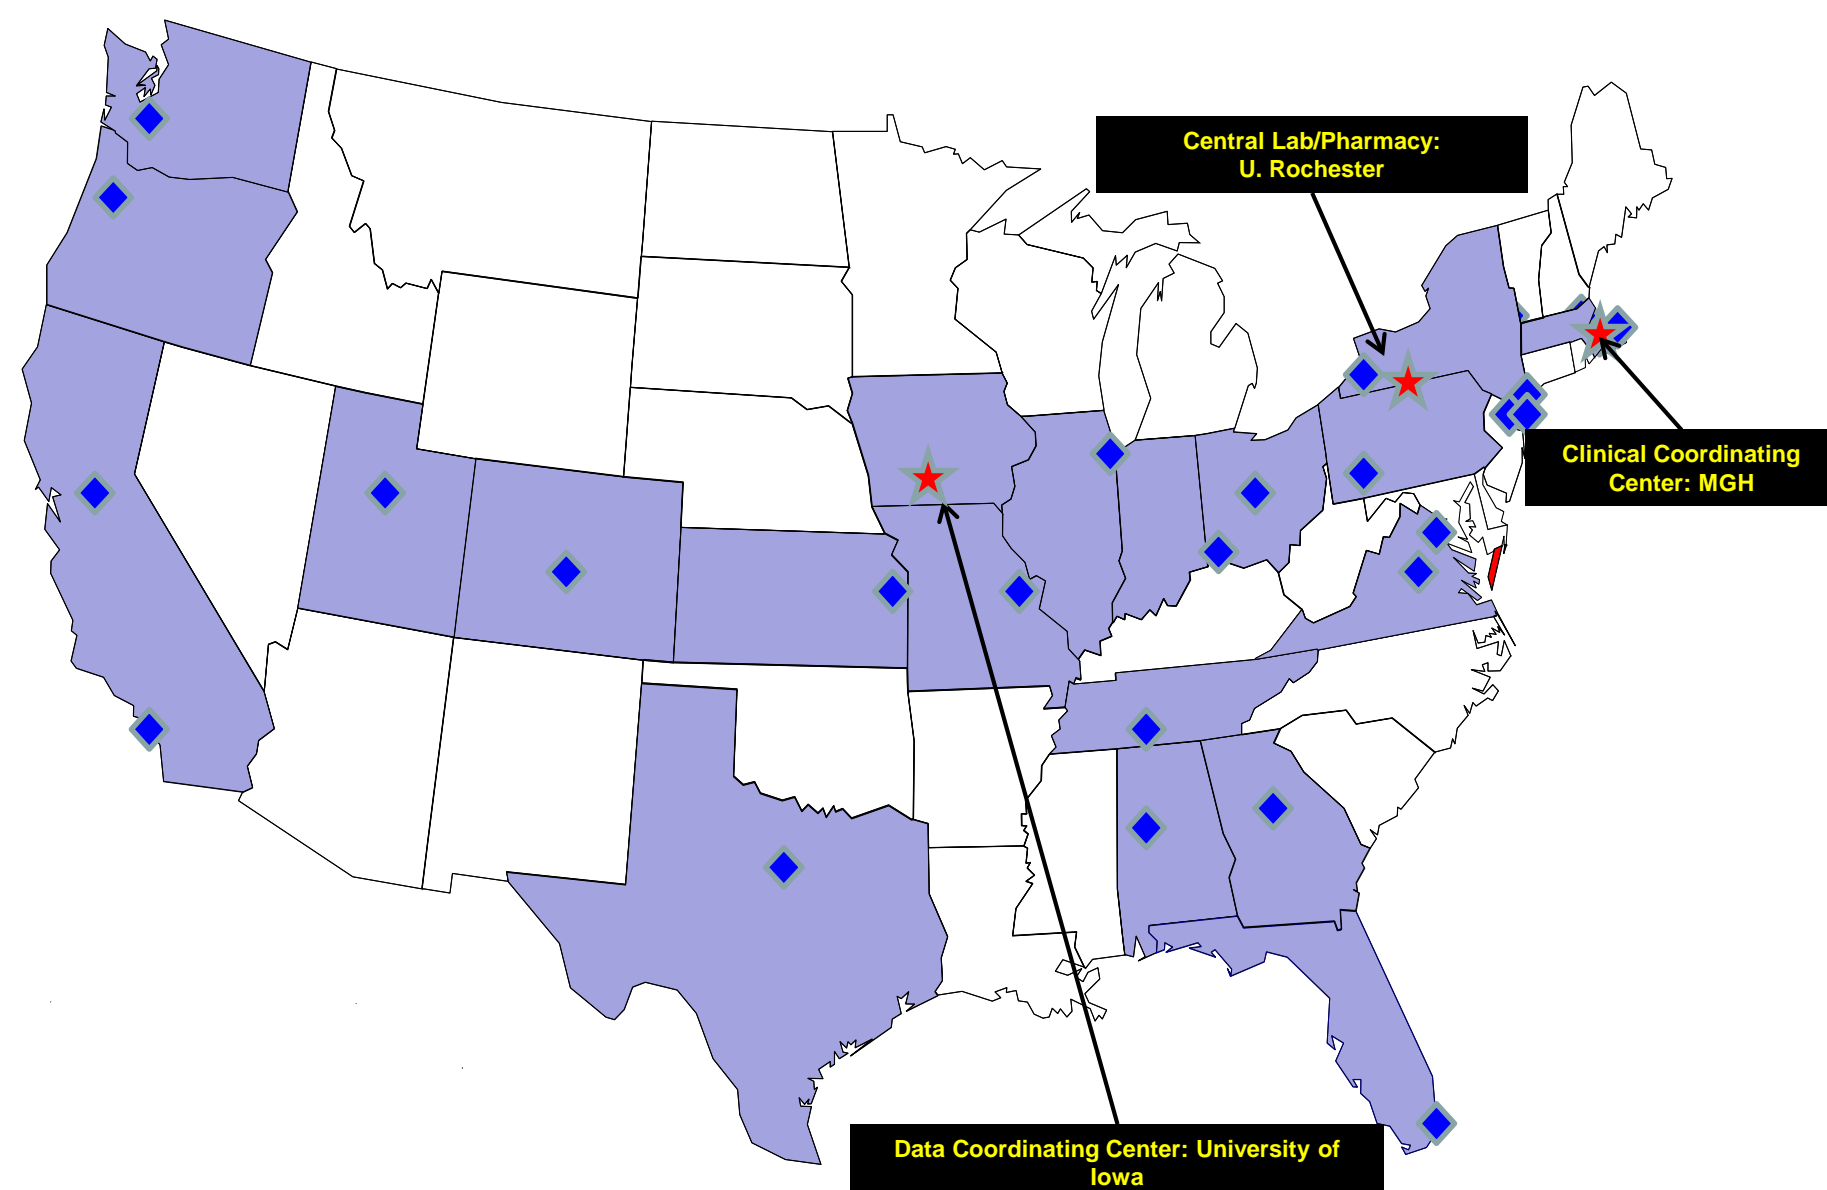 Central Lab/Pharmacy:
U. Rochester
Clinical Coordinating
Center: MGH
Data Coordinating Center: University of
Iowa